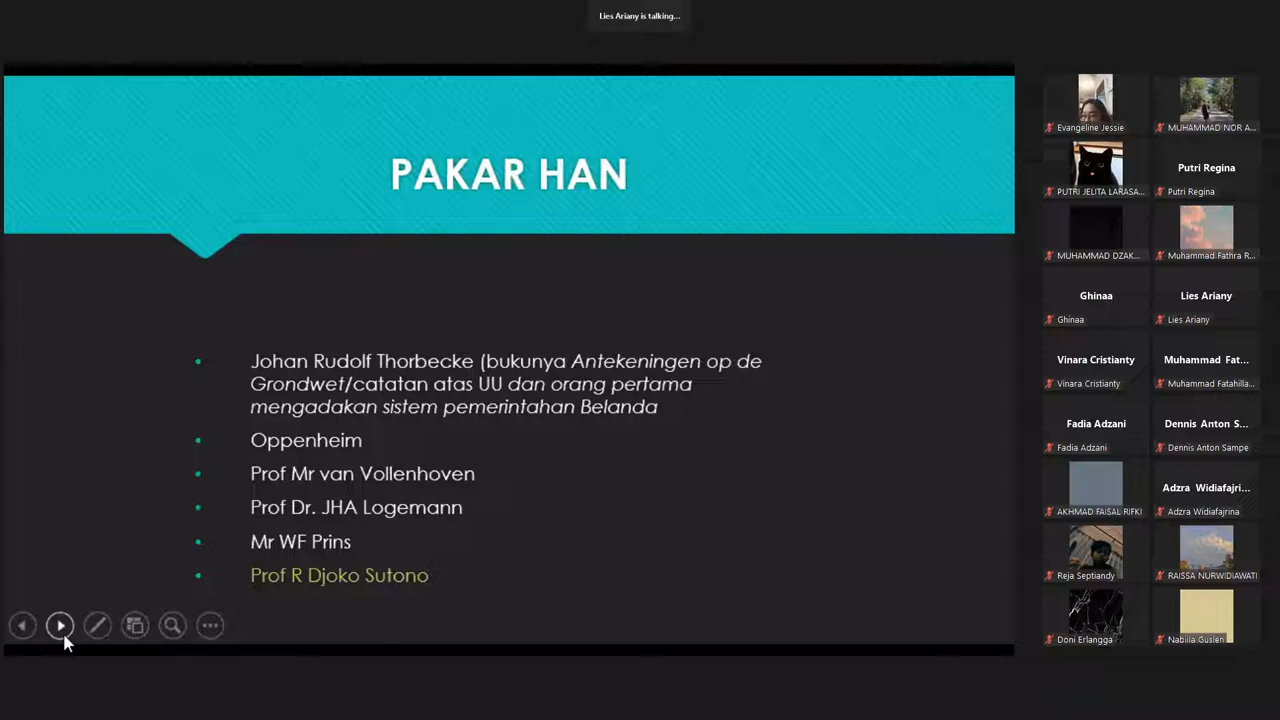 Lies Ariany is talking...
PAKAR HAN
Johan Rudolf Thorbecke (bukunya Antekeningen op de
Grondwet/catatan atas UU dan orang pertama
mengadakan sistem pemerintahan Belanda
Oppenheim
Prof Mr van Vollenhoven
Prof Dr. JHA Logemann
Mr WF Prins
Prof R Djoko Sutono
Evangeline Jessie
MUHAMMAD NOR A...
PUTRI JELITA LARASA...
Putri Regina
Putri Regina
MUHAMMAD DZAK...
Muhammad Fathra R...
Ghinaa
Ghinaa
Lies Ariany
Lies Ariany
Vinara Cristianty
Vinara Cristianty
Muhammad Fat...
Muhammad Fatahilla...
Fadia Adzani
Fadia Adzani
Dennis Anton S...
Dennis Anton Sampe
AKHMAD FAISAL RIFKI
Adzra Widiafajri...
Adzra Widiafajrina
Reja Septiandy
RAISSA NURWIDIAWATI
Doni Erlangga
Nabilla Guslen